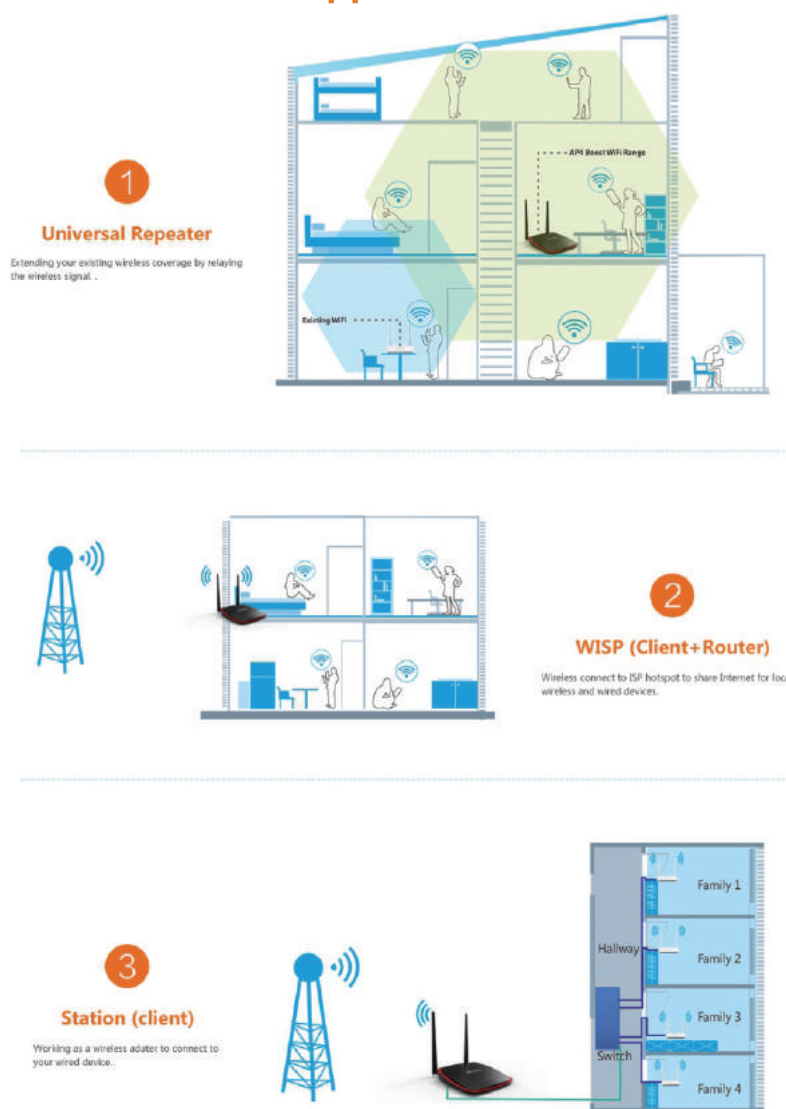 1
Universal Repeater
Extending your existing wireless coverage by relaying
the wireless signal. .
AP4 Boost WiFi Range
Existing WiFi
2
WISP (Client+Router)
Wireless connect to ISP hotspot to share Internet for loca
wireless and wired devices.
3
Station (client)
Working as a wireless adater to connect to
your wired device..
Hallway
Switch
Family 1
Family 2
Family 3
Family 4